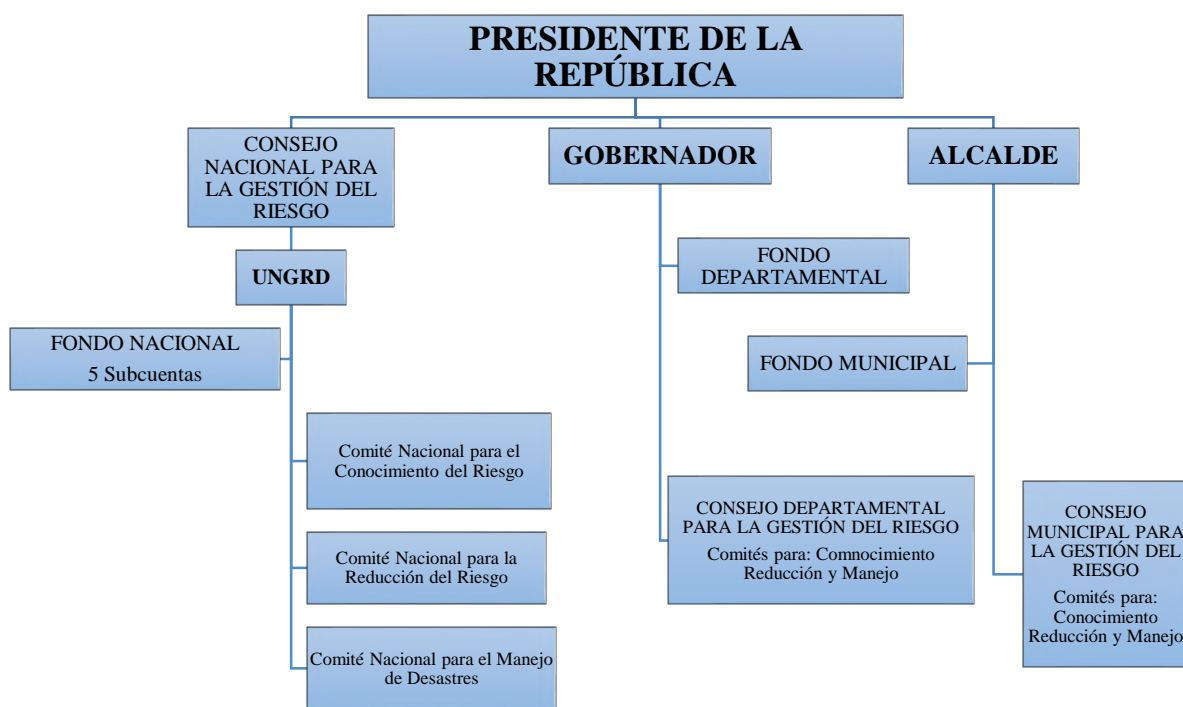 PRESIDENTE DE LA
REPÚBLICA
CONSEJO
NACIONAL PARA
LA GESTIÓN DEL
RIESGO
GOBERNADOR
ALCALDE
UNGRD
FONDO
DEPARTAMENTAL
FONDO NACIONAL
5 Subcuentas
FONDO MUNICIPAL
Comité Nacional para el
Conocimiento del Riesgo
CONSEJO DEPARTAMENTAL
PARA LA GESTIÓN DEL RIESGO
Comités para: Comnocimiento
Reducción y Manejo
CONSEJO
MUNICIPAL PARA
LA GESTIÓN DEL
RIESGO
Comités para:
Conocimiento
Reducción y Manejo
Comité Nacional para la
Reducción del Riesgo
Comité Nacional para el Manejo
de Desastres